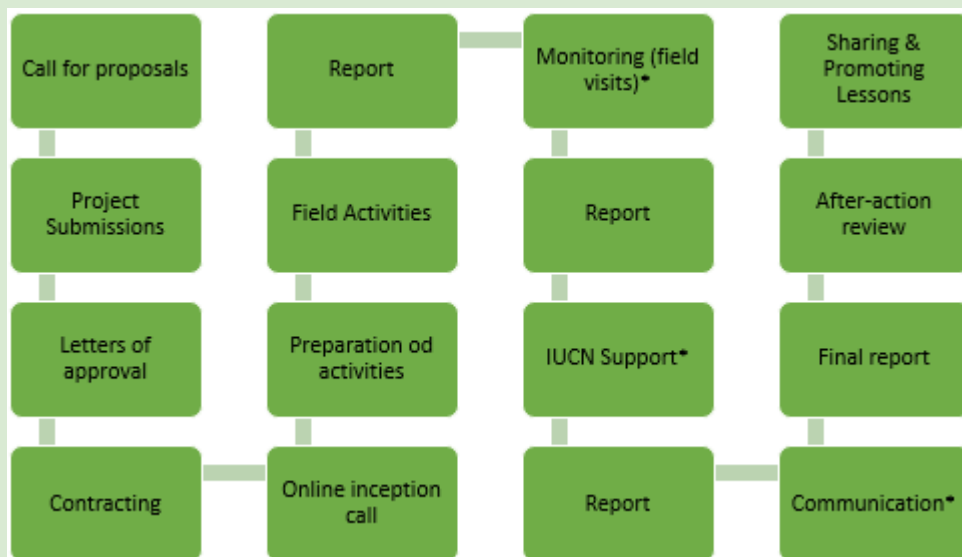 Call for proposals
Project
Submissions
Letters of
approval
Contracting
Online inception
call
Preparation od
activities
Field Activities
Report
Monitoring (field
visits)*
Report
IUCN Support*
Report
Communication*
Final report
After-action
review
Sharing &
Promoting
Lessons